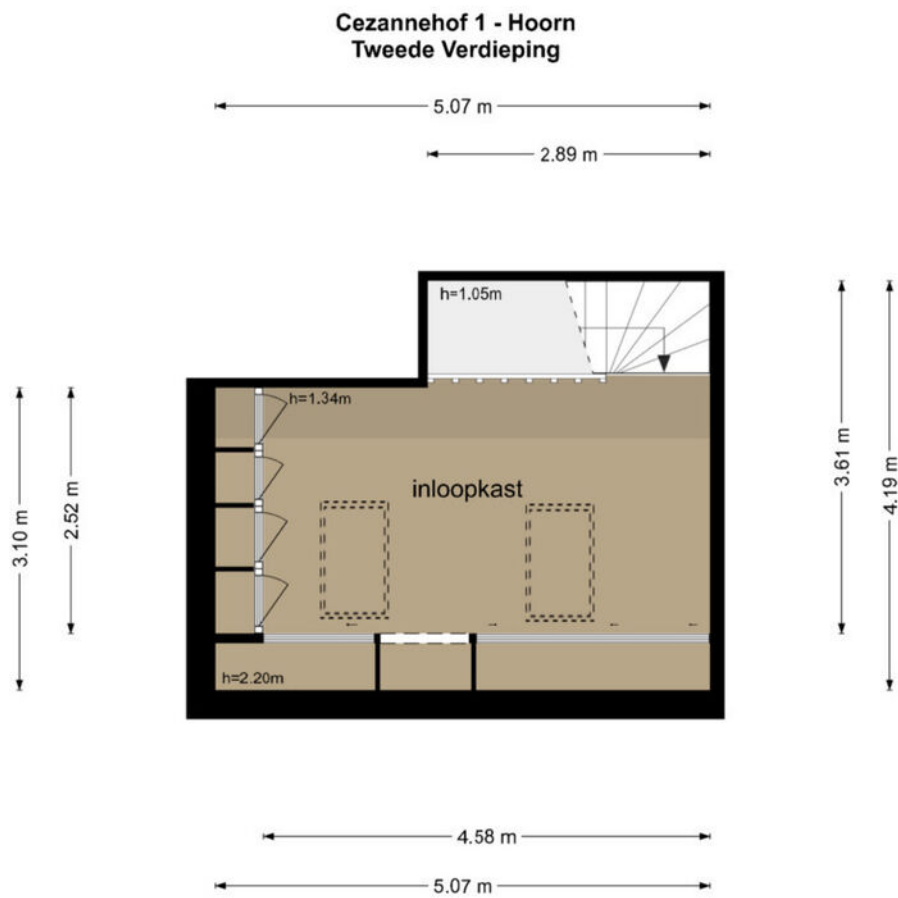 Cezannehof 1 - Hoorn
Tweede Verdieping
5.07 m
2.89 m
h=1.05m
h=1.34m
inloopkast
3.10 m
2.52 m
3.61 m
4.19 m
h=2.20m
4.58 m
5.07 m